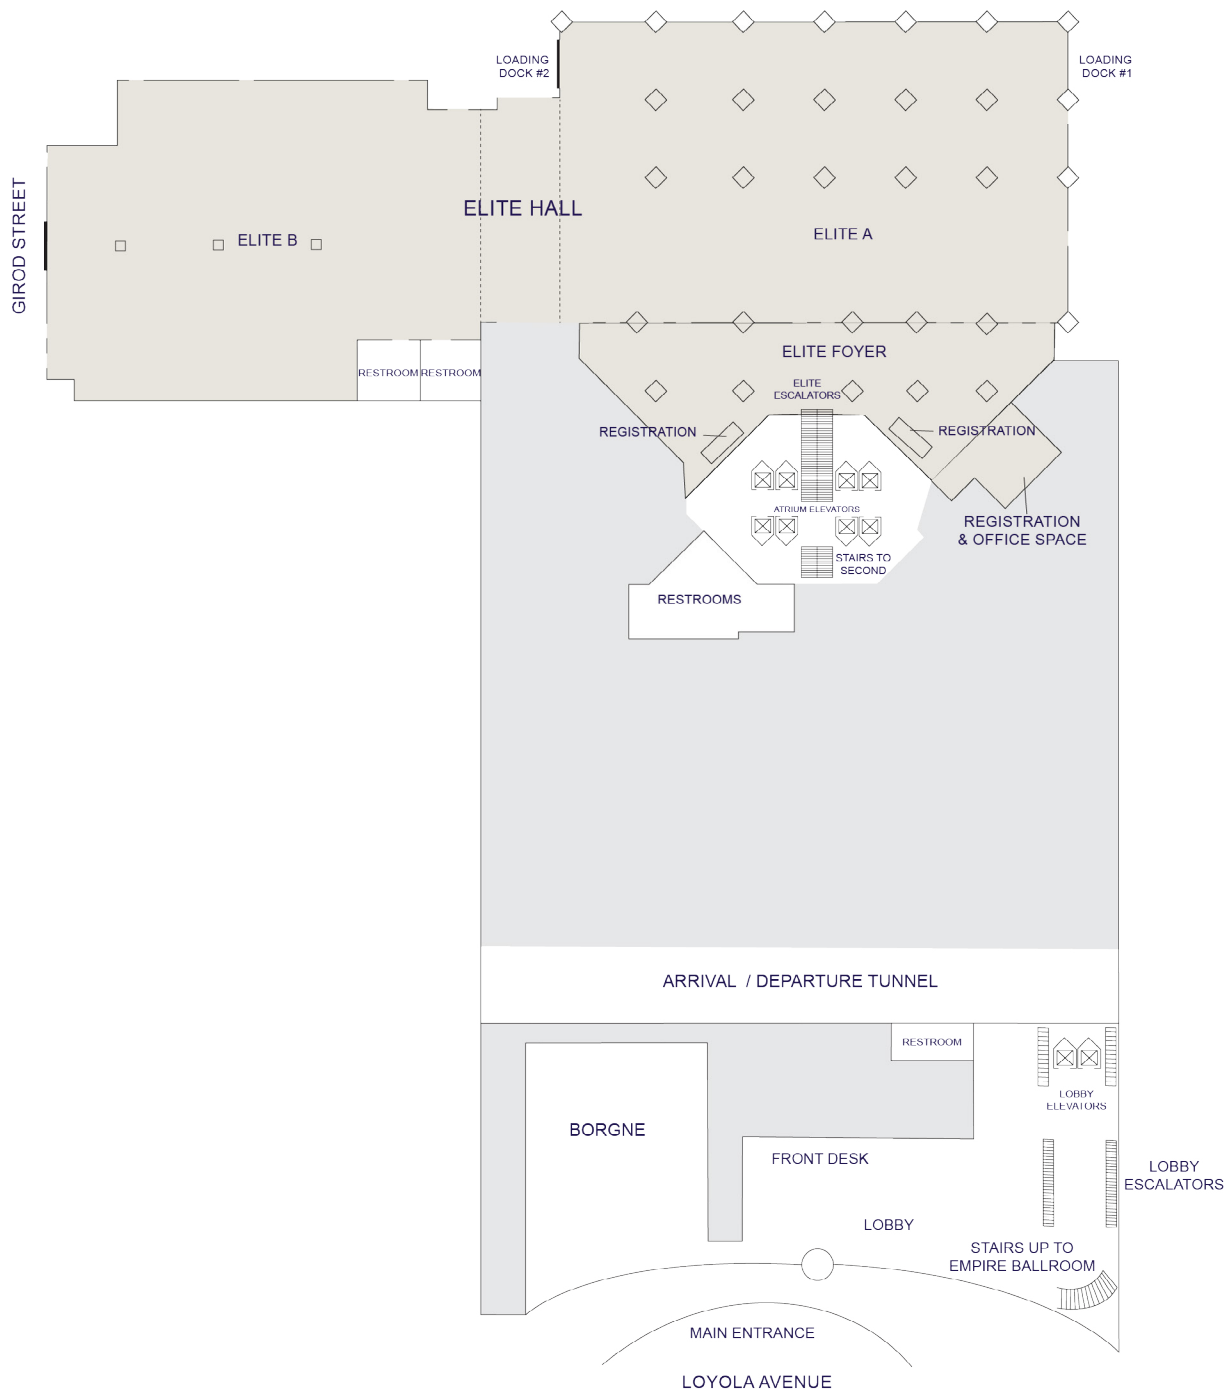 LOADING
DOCK #2
LOADING
DOCK #1
GIROD STREET
ELITE HALL
ELITE B
ELITE A
ELITE FOYER
RESTROOM
RESTROOM
ELITE
ESCALATORS
REGISTRATION
REGISTRATION
ATRIUM ELEVATORS
REGISTRATION
& OFFICE SPACE
STAIRS TO
SECOND
RESTROOMS
ARRIVAL / DEPARTURE TUNNEL
RESTROOM
LOBBY
ELEVATORS
BORGNE
FRONT DESK
LOBBY
ESCALATORS
LOBBY
STAIRS UP TO
EMPIRE BALLROOM
MAIN ENTRANCE
LOYOLA AVENUE